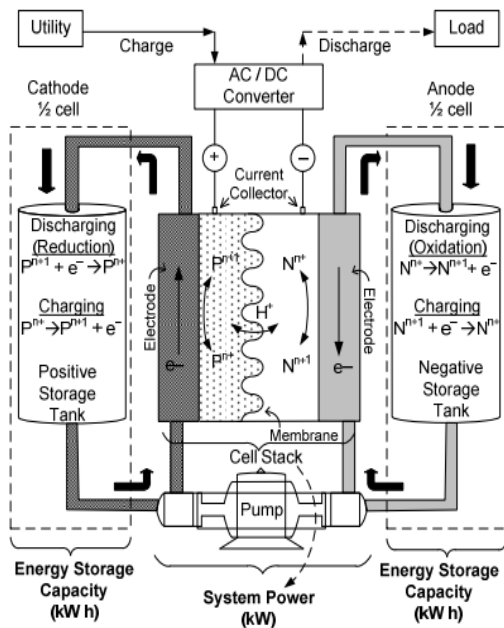 Utility
Load
Charge
Discharge
AC / DC
Converter
Cathode
½ cell
Anode
½ cell
+
−
Current
Collector
Discharging
(Reduction)
Pⁿ⁺¹ + e⁻→Pⁿ⁺
Charging
Pⁿ⁺→Pⁿ⁺¹ + e⁻
Positive
Storage
Tank
Electrode
e−
Pⁿ⁺¹
Pⁿ⁺
H⁺
Nⁿ⁺
Nⁿ⁺¹
Electrode
e−
Membrane
Discharging
(Oxidation)
Nⁿ⁺→Nⁿ⁺¹ + e⁻
Charging
Nⁿ⁺¹ + e⁻→Nⁿ⁺
Negative
Storage
Tank
Cell Stack
Pump
Energy Storage
Capacity
(kW h)
System Power
(kW)
Energy Storage
Capacity
(kW h)